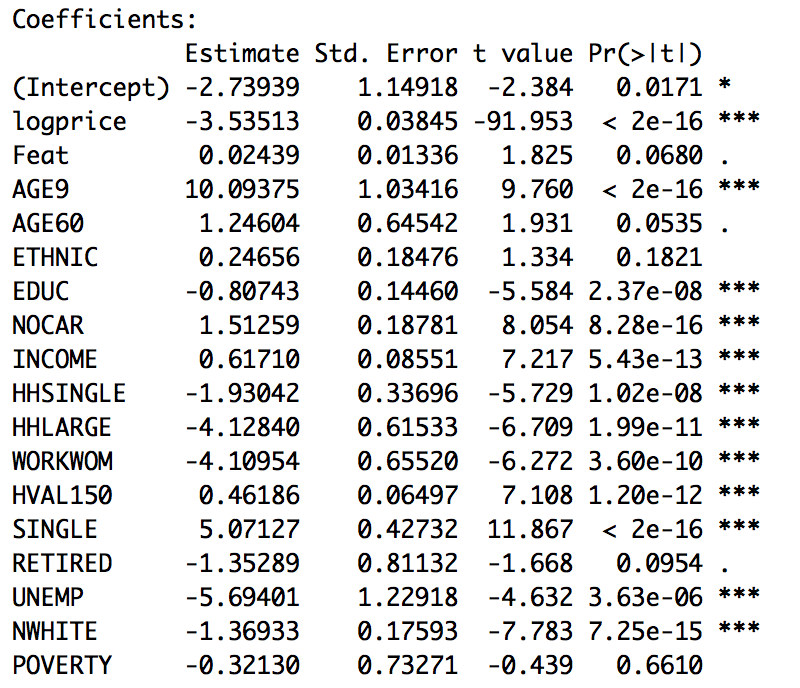 Coefficients:
Estimate Std. Error t value Pr(>|t|)
(Intercept) -2.73939 1.14918 -2.384 0.0171 *
logprice -3.53513 0.03845 -91.953 < 2e-16 ***
Feat 0.02439 0.01336 1.825 0.0680 .
AGE9 10.09375 1.03416 9.760 < 2e-16 ***
AGE60 1.24604 0.64542 1.931 0.0535 .
ETHNIC 0.24656 0.18476 1.334 0.1821
EDUC -0.80743 0.14460 -5.584 2.37e-08 ***
NOCAR 1.51259 0.18781 8.054 8.28e-16 ***
INCOME 0.61710 0.08551 7.217 5.43e-13 ***
HHSINGLE -1.93042 0.33696 -5.729 1.02e-08 ***
HHLARGE -4.12840 0.61533 -6.709 1.99e-11 ***
WORKWOM -4.10954 0.65520 -6.272 3.60e-10 ***
HVAL150 0.46186 0.06497 7.108 1.20e-12 ***
SINGLE 5.07127 0.42732 11.867 < 2e-16 ***
RETIRED -1.35289 0.81132 -1.668 0.0954 .
UNEMP -5.69401 1.22918 -4.632 3.63e-06 ***
NWHITE -1.36933 0.17593 -7.783 7.25e-15 ***
POVERTY -0.32130 0.73271 -0.439 0.6610